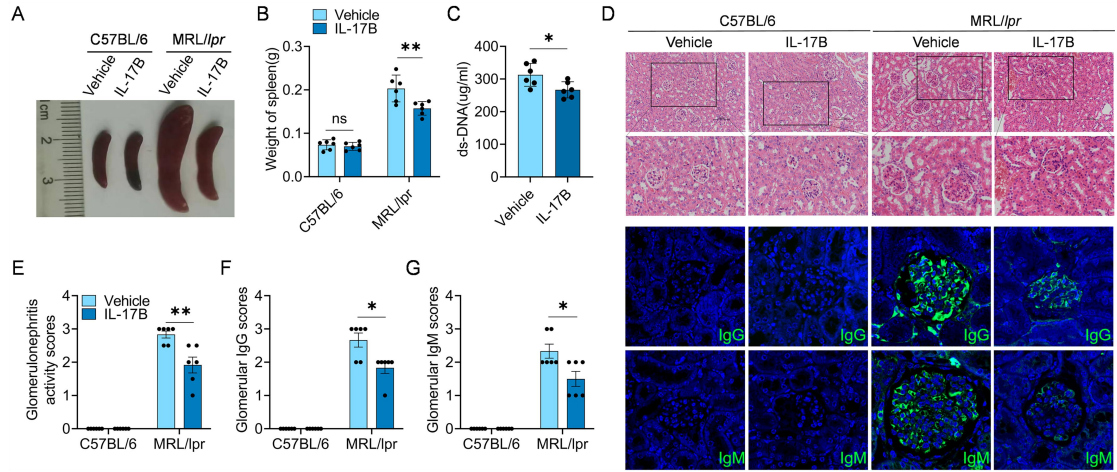 A
C57BL/6 MRL/lpr
Vehicle IL-17B Vehicle IL-17B
cm
2
3
B
Vehicle
IL-17B
Weight of spleen(g)
0.3
0.2
0.1
0.0
ns
**
C57BL/6 MRL/lpr
C
ds-DNA(ug/ml)
400
300
200
100
0
*
Vehicle IL-17B
D
C57BL/6 MRL/lpr
Vehicle IL-17B Vehicle IL-17B
IgG IgG IgG IgG
IgM IgM IgM IgM
E
Vehicle
IL-17B
Glomerulonephritis
activity scores
4
3
2
1
0
**
C57BL/6 MRL/lpr
F
Glomerular IgG scores
4
3
2
1
0
*
C57BL/6 MRL/lpr
G
Glomerular IgM scores
4
3
2
1
0
*
C57BL/6 MRL/lpr